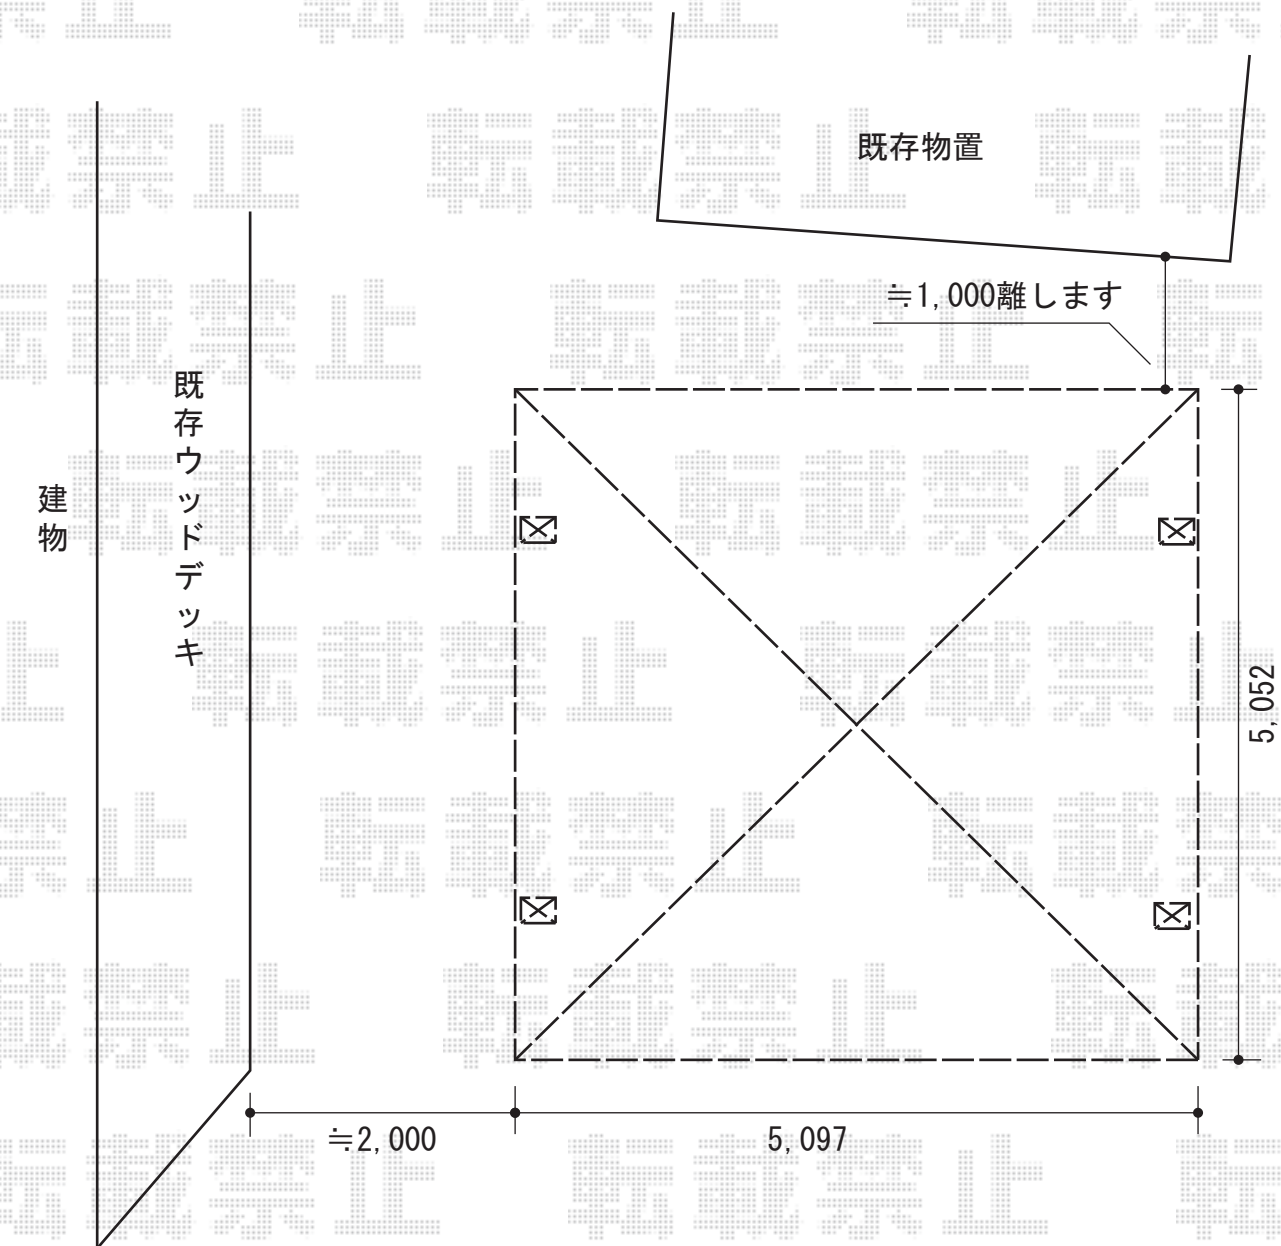 転載禁止
既存物置
≒1,000離します
既存ウッドデッキ
建物
5,052
≒2,000
5,097